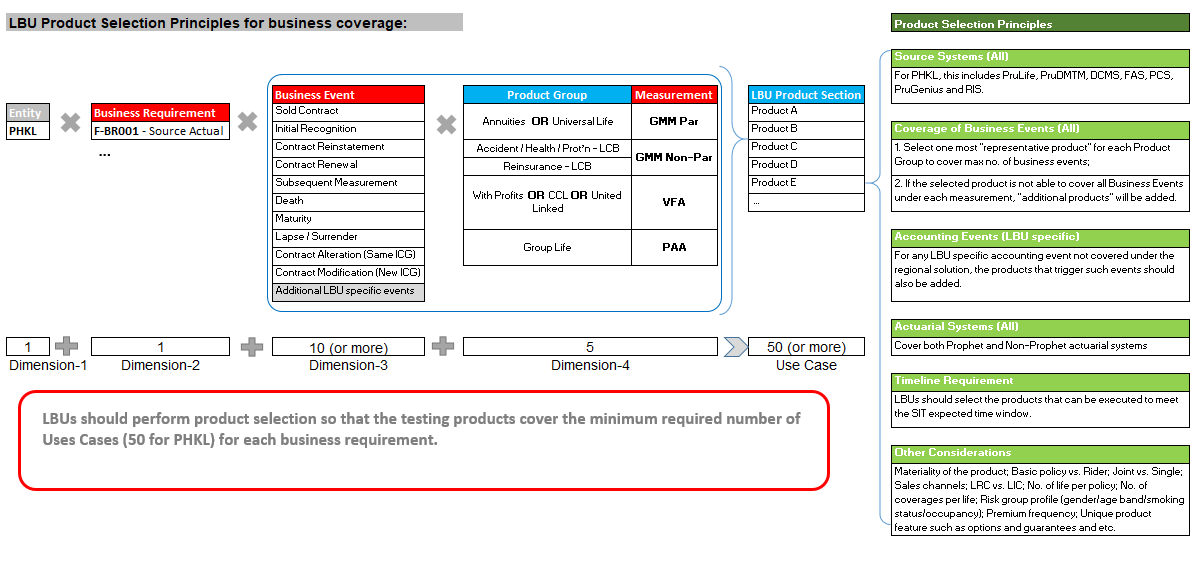 LBU Product Selection Principles for business coverage:
Entity
PHKL
Business Requirement
F-BR001 - Source Actual
...
Business Event
Sold Contract
Initial Recognition
Contract Reinstatement
Contract Renewal
Subsequent Measurement
Death
Maturity
Lapse / Surrender
Contract Alteration (Same ICG)
Contract Modification (New ICG)
Additional LBU specific events
Product Group
Measurement
Annuities OR Universal Life
GMM Par
Accident / Health / Prot'n - LCB
Reinsurance - LCB
GMM Non-Par
With Profits OR CCL OR United
Linked
VFA
Group Life
PAA
LBU Product Section
Product A
Product B
Product C
Product D
Product E
...
1
1
10 (or more)
5
50 (or more)
Dimension-1
Dimension-2
Dimension-3
Dimension-4
Use Case
LBUs should perform product selection so that the testing products cover the minimum required number of
Uses Cases (50 for PHKL) for each business requirement.
Product Selection Principles
Source Systems (All)
For PHKL, this includes PruLife, PruDMTM, DCMS, FAS, PCS,
PruGenius and RIS.
Coverage of Business Events (All)
1. Select one most "representative product" for each Product
Group to cover max no. of business events;
2. If the selected product is not able to cover all Business Events
under each measurement, "additional products" will be added.
Accounting Events (LBU specific)
For any LBU specific accounting event not covered under the
regional solution, the products that trigger such events should
also be added.
Actuarial Systems (All)
Cover both Prophet and Non-Prophet actuarial systems
Timeline Requirement
LBUs should select the products that can be executed to meet
the SIT expected time window.
Other Considerations
Materiality of the product; Basic policy vs. Rider; Joint vs. Single;
Sales channels; LRC vs. LIC; No. of life per policy; No. of
coverages per life; Risk group profile (gender/age band/smoking
status/occupancy); Premium frequency; Unique product
feature such as options and guarantees and etc.